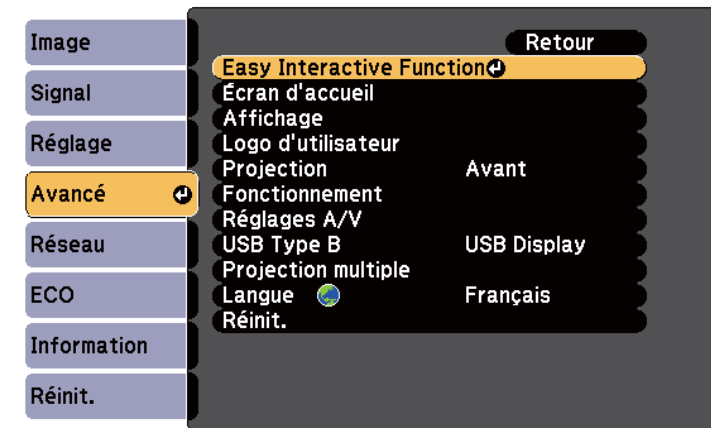 Image
Signal
Réglage
Avancé
Réseau
ECO
Information
Réinit.
Retour
Easy Interactive Function
Écran d'accueil
Affichage
Logo d'utilisateur
Projection Avant
Fonctionnement
Réglages A/V
USB Type B USB Display
Projection multiple
Langue Français
Réinit.